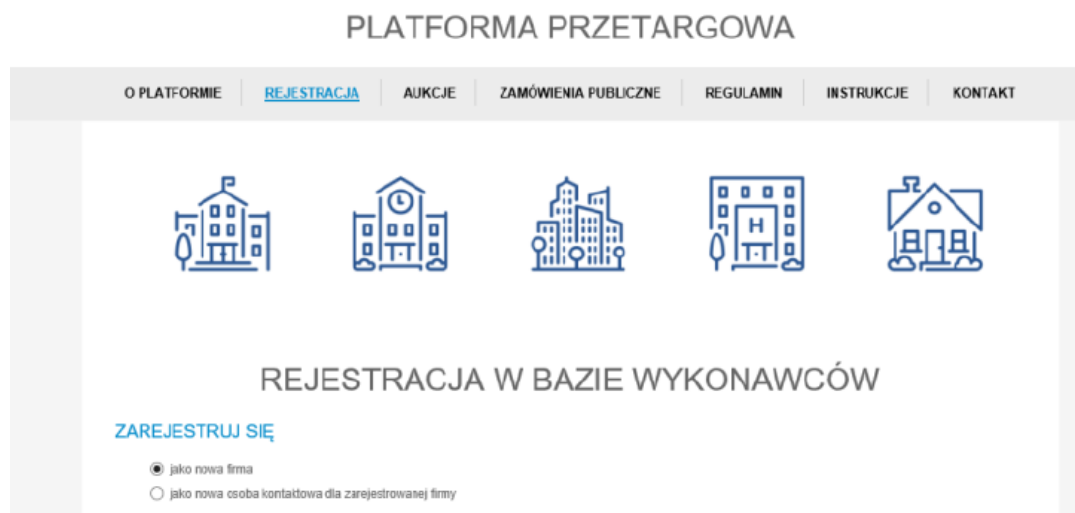 PLATFORMA PRZETARGOWA
O PLATFORMIE REJESTRACJA AUKCJE ZAMÓWIENIA PUBLICZNE REGULAMIN INSTRUKCJE KONTAKT
H
REJESTRACJA W BAZIE WYKONAWCÓW
ZAREJESTRUJ SIĘ
jako nowa firma
jako nowa osoba kontaktowa dla zarejestrowanej firmy